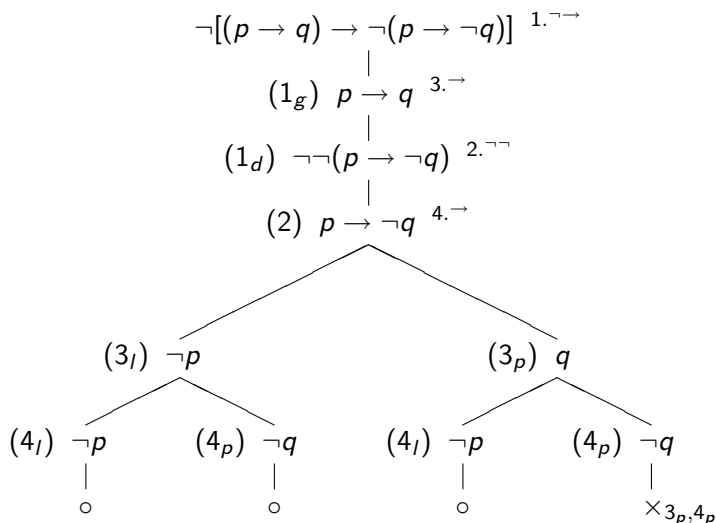 ¬[(p → q) → ¬(p → ¬q)] 1.¬→
(1g) p → q 3.→
(1d) ¬¬(p → ¬q) 2.¬¬
(2) p → ¬q 4.→
(3l) ¬p (3p) q
(4l) ¬p (4p) ¬q (4l) ¬p (4p) ¬q
○ ○ ○ ×3p,4p